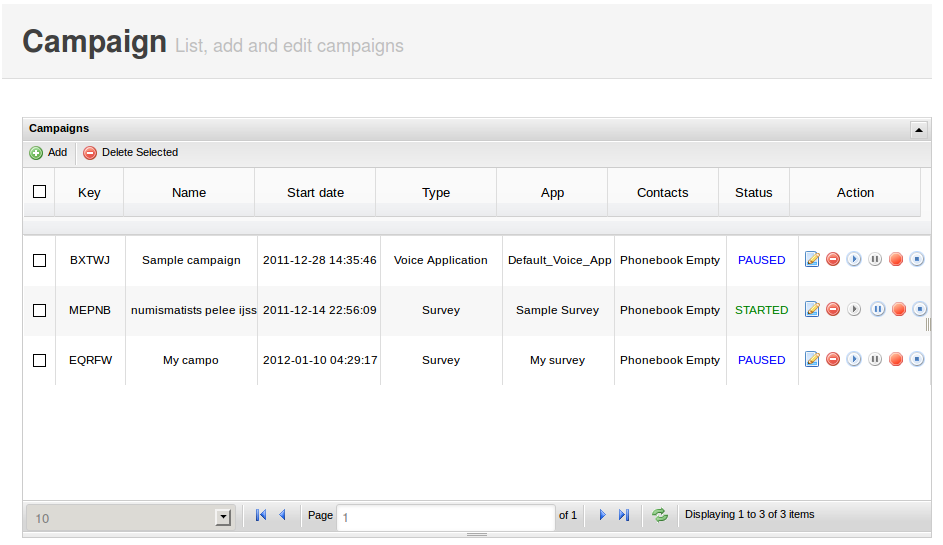 Campaign List, add and edit campaigns
Campaigns
Add Delete Selected
Key Name Start date Type App Contacts Status Action
BXTWJ Sample campaign 2011-12-28 14:35:46 Voice Application Default_Voice_App Phonebook Empty PAUSED
MEPNB numismatists pelee ijss 2011-12-14 22:56:09 Survey Sample Survey Phonebook Empty STARTED
EQRFW My campo 2012-01-10 04:29:17 Survey My survey Phonebook Empty PAUSED
10 Page 1 of 1 Displaying 1 to 3 of 3 items